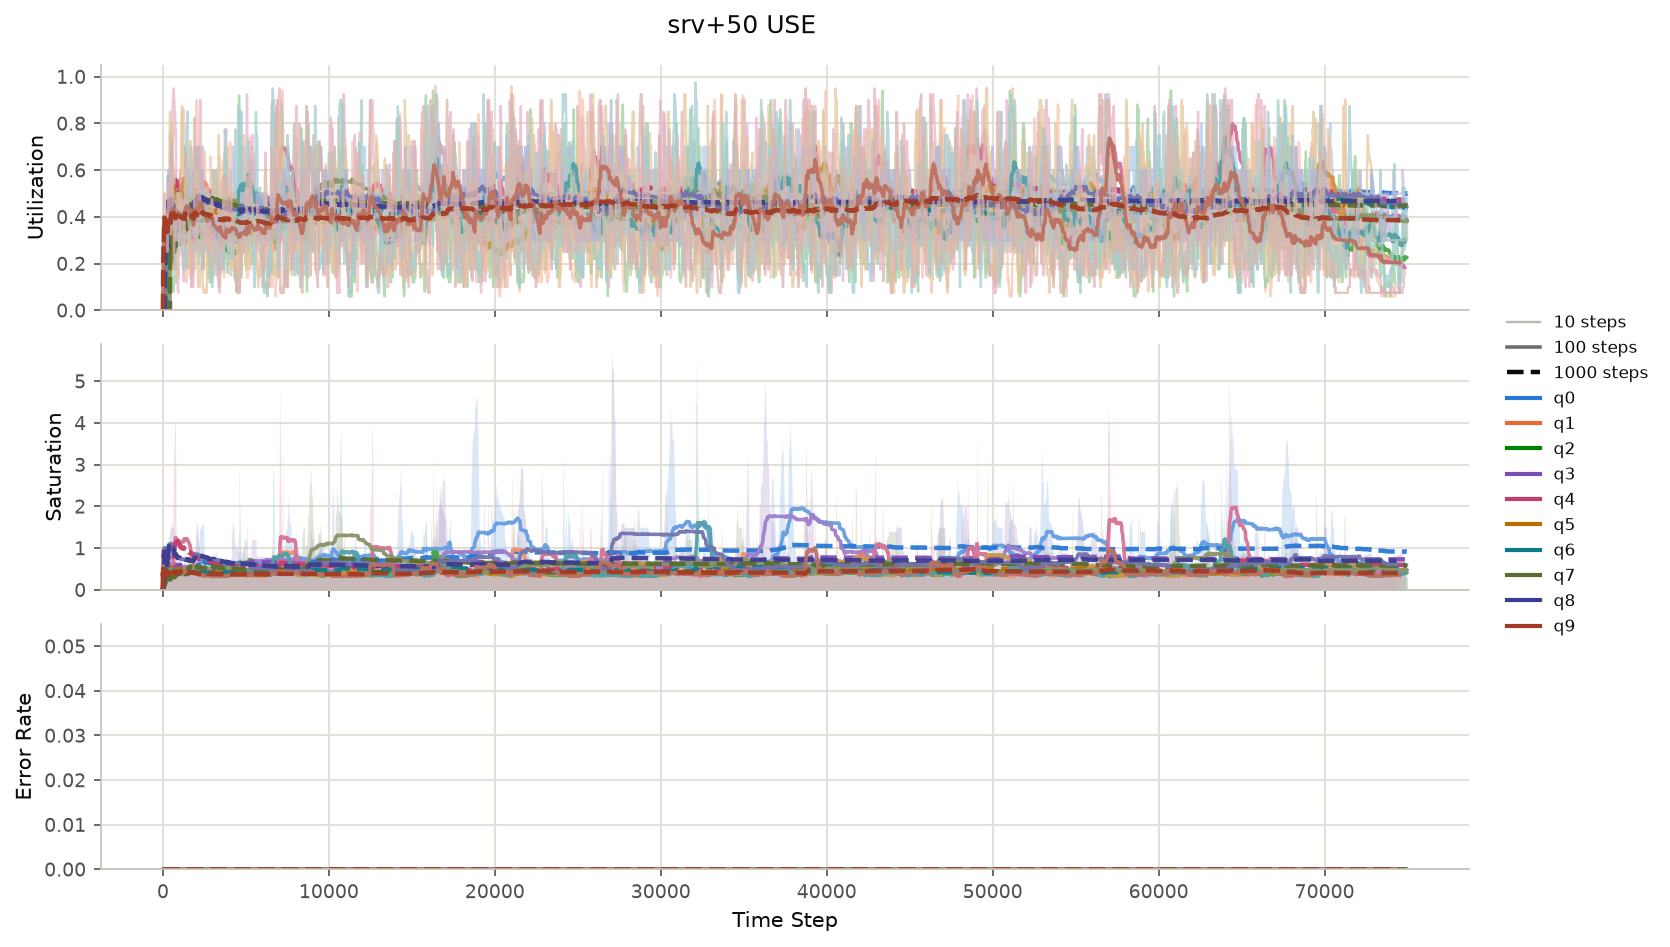 srv+50 USE
1.0
0.8
0.6
0.4
0.2
0.0
Utilization
5
4
3
2
1
0
Saturation
0.05
0.04
0.03
0.02
0.01
0.00
Error Rate
0 10000 20000 30000 40000 50000 60000 70000
Time Step
10 steps
100 steps
1000 steps
q0
q1
q2
q3
q4
q5
q6
q7
q8
q9